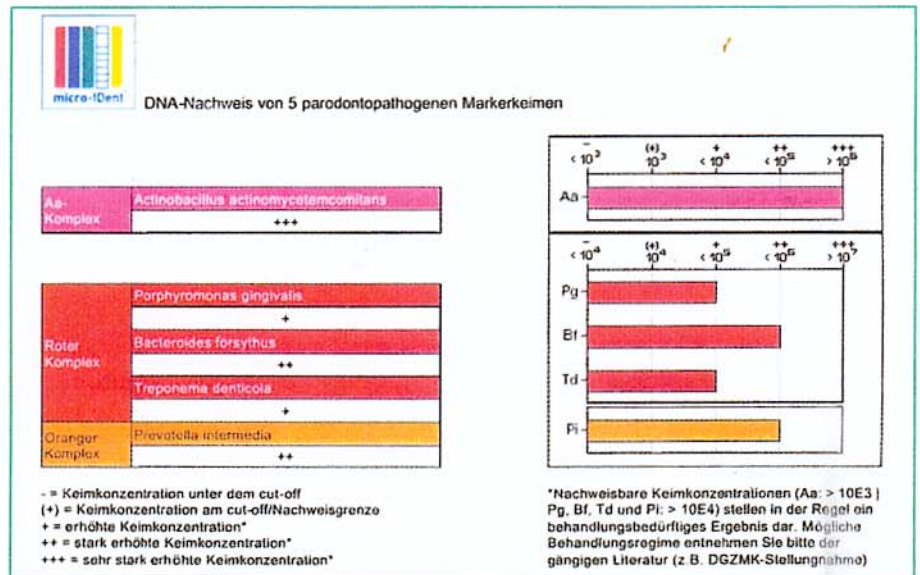 micro-IDent
DNA-Nachweis von 5 parodontopathogenen Markerkeimen
Aa-
Komplex
Actinobacillus actinomycetemcomitans
+++
Roter
Komplex
Porphyromonas gingivalis
+
Bacteroides forsythus
++
Treponema denticola
+
Oranger
Komplex
Prevotella intermedia
++
- = Keimkonzentration unter dem cut-off
(+) = Keimkonzentration am cut-off/Nachweisgrenze
+ = erhöhte Keimkonzentration*
++ = stark erhöhte Keimkonzentration*
+++ = sehr stark erhöhte Keimkonzentration*
- (+) + ++ +++
< 10³ 10³ < 10⁴ < 10⁵ > 10⁵
Aa
- (+) + ++ +++
< 10⁴ 10⁴ < 10⁵ < 10⁶ > 10⁷
Pg
Bf
Td
Pi
*Nachweisbare Keimkonzentrationen (Aa: > 10E3 |
Pg, Bf, Td und Pi: > 10E4) stellen in der Regel ein
behandlungsbedürftiges Ergebnis dar. Mögliche
Behandlungsregime entnehmen Sie bitte der
gängigen Literatur (z.B. DGZMK-Stellungnahme)